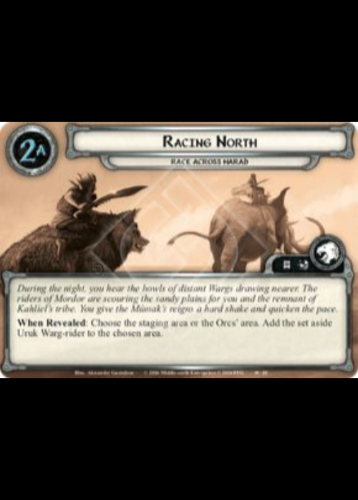 2A
RACING NORTH
RACE ACROSS HARAD
During the night, you hear the howls of distant Wargs drawing nearer. The
riders of Mordor are scouring the sandy plains for you and the remnant of
Kahliel's tribe. You give the Mûmak's reigns a hard shake and quicken the pace.
When Revealed: Choose the staging area or the Orcs' area. Add the set aside
Uruk Warg-rider to the chosen area.